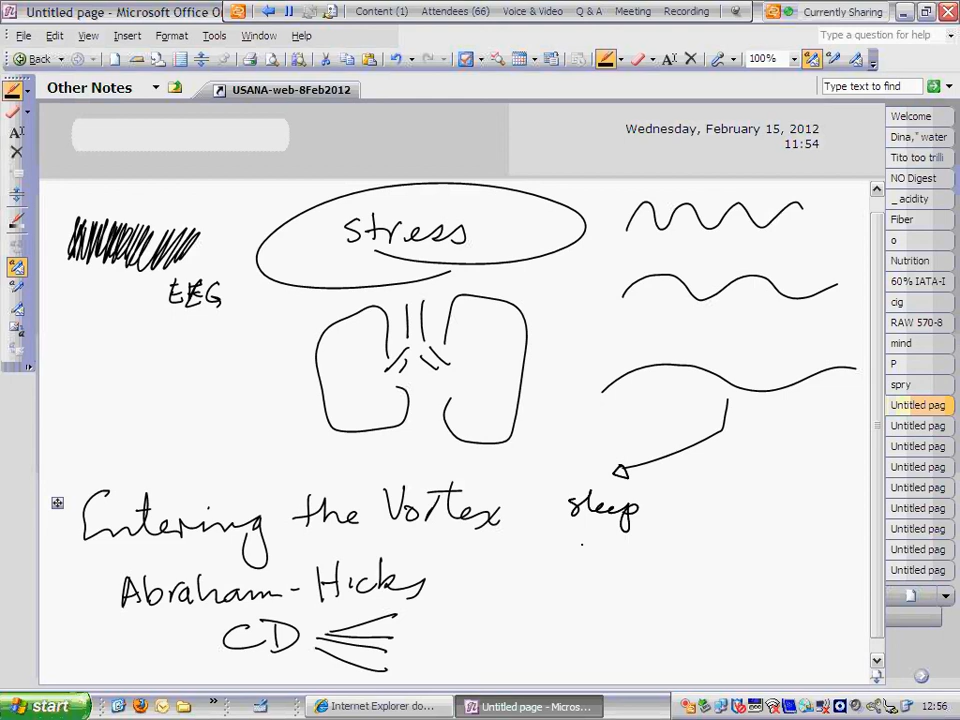 Untitled page - Microsoft Office O
Content (1) Attendees (66) Voice & Video Q & A Meeting Recording Currently Sharing
File Edit View Insert Format Tools Window Help Type a question for help
Back 100% Type text to find
Other Notes USANA-web-8Feb2012
Wednesday, February 15, 2012
11:54
stress
EEG
sleep
Entering the Vortex
Abraham-Hicks
CD
Welcome
Dina," water
Tito too trilli
NO Digest
_ acidity
Fiber
o
Nutrition
60% IATA-I
cig
RAW 570-8
mind
P
spry
Untitled pag
Untitled pag
Untitled pag
Untitled pag
Untitled pag
Untitled pag
Untitled pag
Untitled pag
Untitled pag
start Internet Explorer do... Untitled page - Micros... 12:56